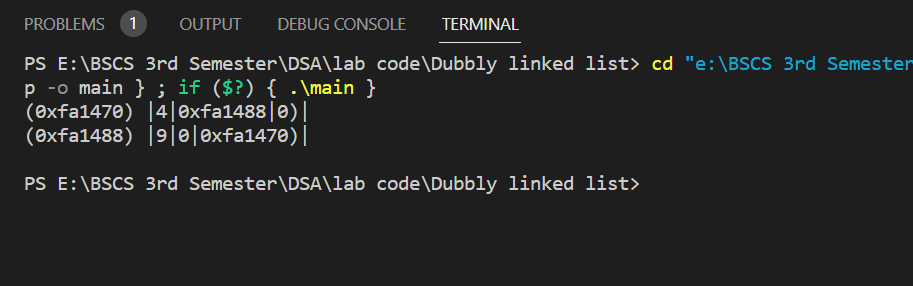 PROBLEMS 1 OUTPUT DEBUG CONSOLE TERMINAL
PS E:\BSCS 3rd Semester\DSA\lab code\Dubbly linked list> cd "e:\BSCS 3rd Semester
p -o main } ; if ($?) { .\main }
(0xfa1470) |4|0xfa1488|0)|
(0xfa1488) |9|0|0xfa1470)|
PS E:\BSCS 3rd Semester\DSA\lab code\Dubbly linked list>